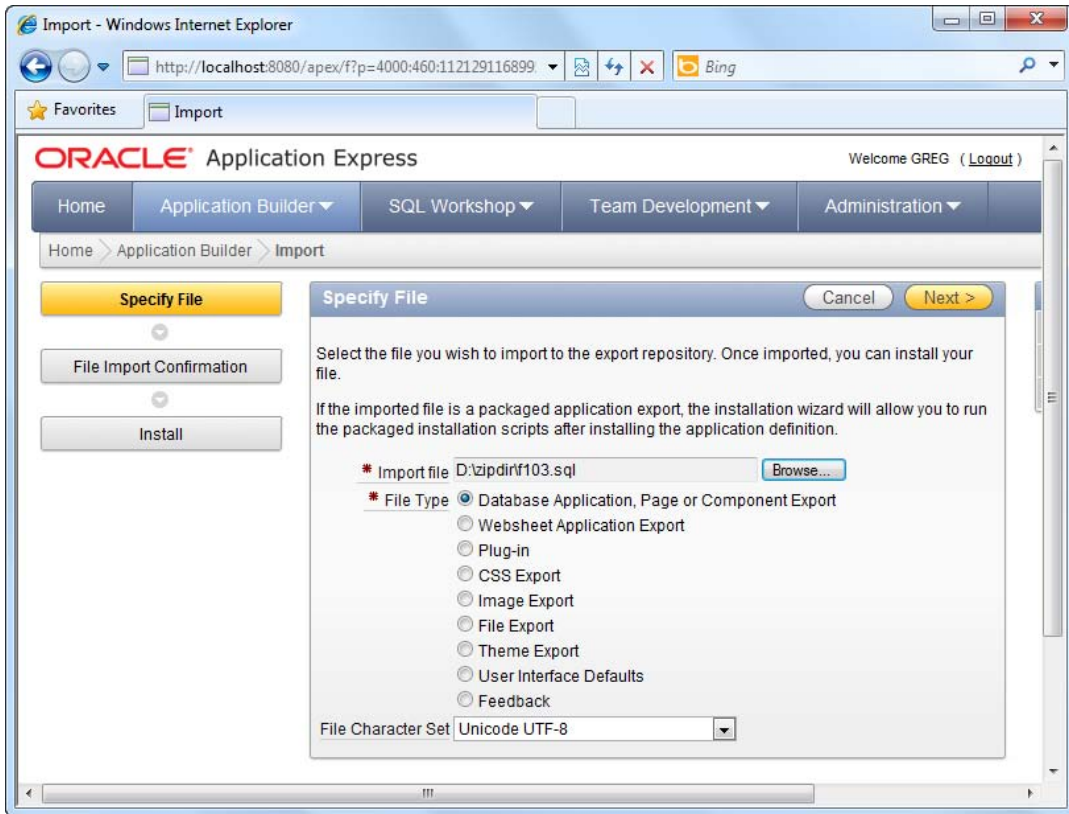 Import - Windows Internet Explorer
http://localhost:8080/apex/f?p=4000:460:112129116899
Bing
Favorites
Import
ORACLE Application Express
Welcome GREG ( Logout )
Home
Application Builder
SQL Workshop
Team Development
Administration
Home
Application Builder
Import
Specify File
File Import Confirmation
Install
Specify File
Cancel
Next >
Select the file you wish to import to the export repository. Once imported, you can install your
file.
If the imported file is a packaged application export, the installation wizard will allow you to run
the packaged installation scripts after installing the application definition.
* Import file D:\zipdir\f103.sql Browse...
* File Type Database Application, Page or Component Export
Websheet Application Export
Plug-in
CSS Export
Image Export
File Export
Theme Export
User Interface Defaults
Feedback
File Character Set Unicode UTF-8